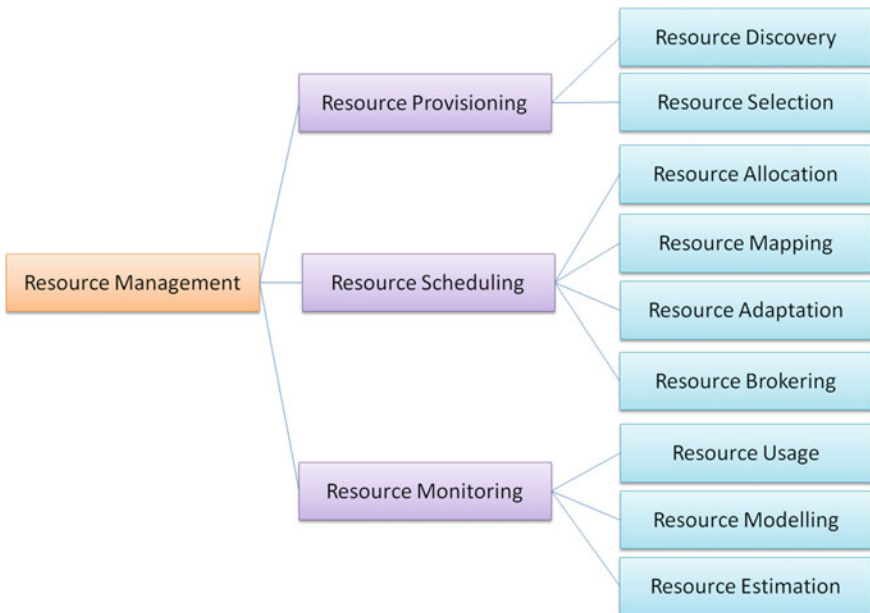 Resource Management
Resource Provisioning
Resource Discovery
Resource Selection
Resource Scheduling
Resource Allocation
Resource Mapping
Resource Adaptation
Resource Brokering
Resource Monitoring
Resource Usage
Resource Modelling
Resource Estimation